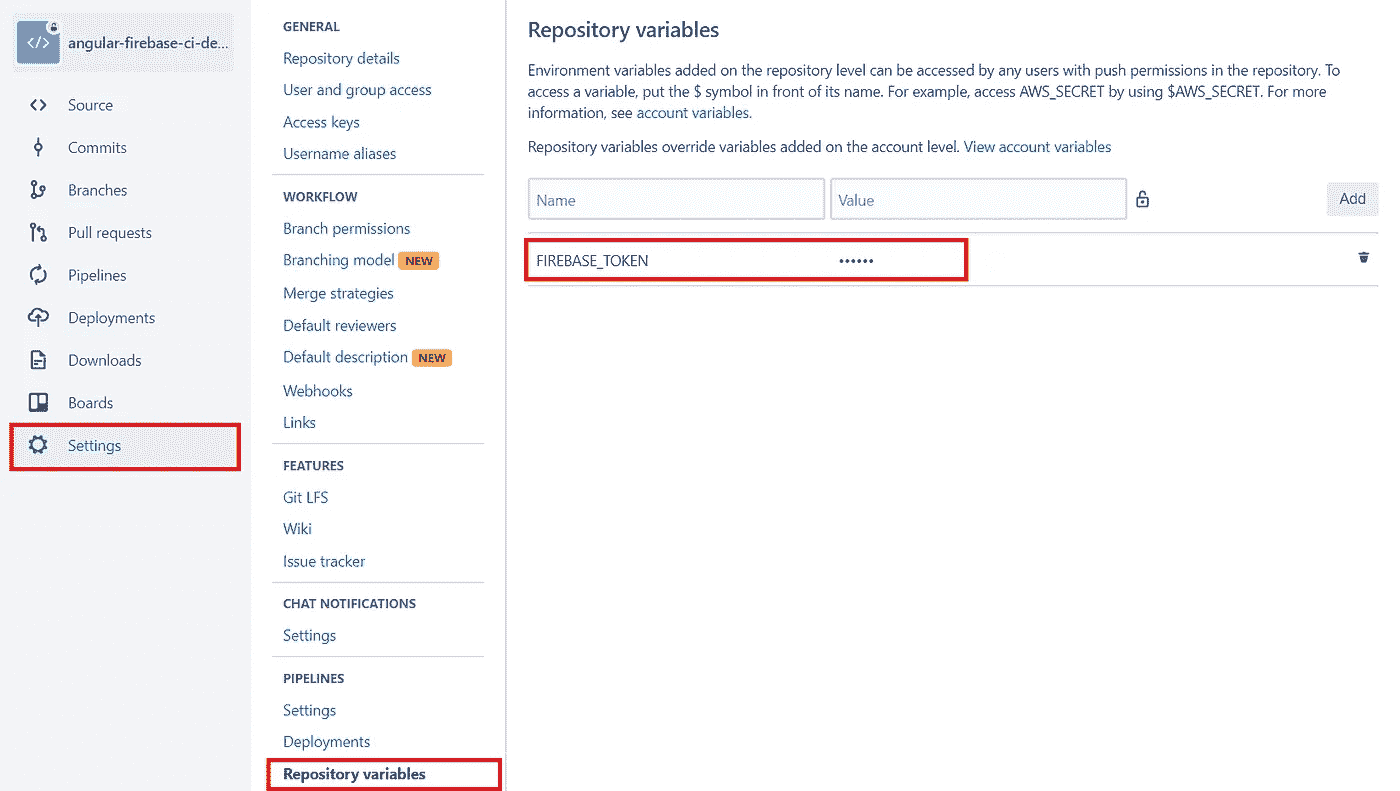 angular-firebase-ci-de...
Source
Commits
Branches
Pull requests
Pipelines
Deployments
Downloads
Boards
Settings
GENERAL
Repository details
User and group access
Access keys
Username aliases
WORKFLOW
Branch permissions
Branching model NEW
Merge strategies
Default reviewers
Default description NEW
Webhooks
Links
FEATURES
Git LFS
Wiki
Issue tracker
CHAT NOTIFICATIONS
Settings
PIPELINES
Settings
Deployments
Repository variables
Repository variables
Environment variables added on the repository level can be accessed by any users with push permissions in the repository. To
access a variable, put the $ symbol in front of its name. For example, access AWS_SECRET by using $AWS_SECRET. For more
information, see account variables.
Repository variables override variables added on the account level. View account variables
Name Value Add
FIREBASE_TOKEN ••••••